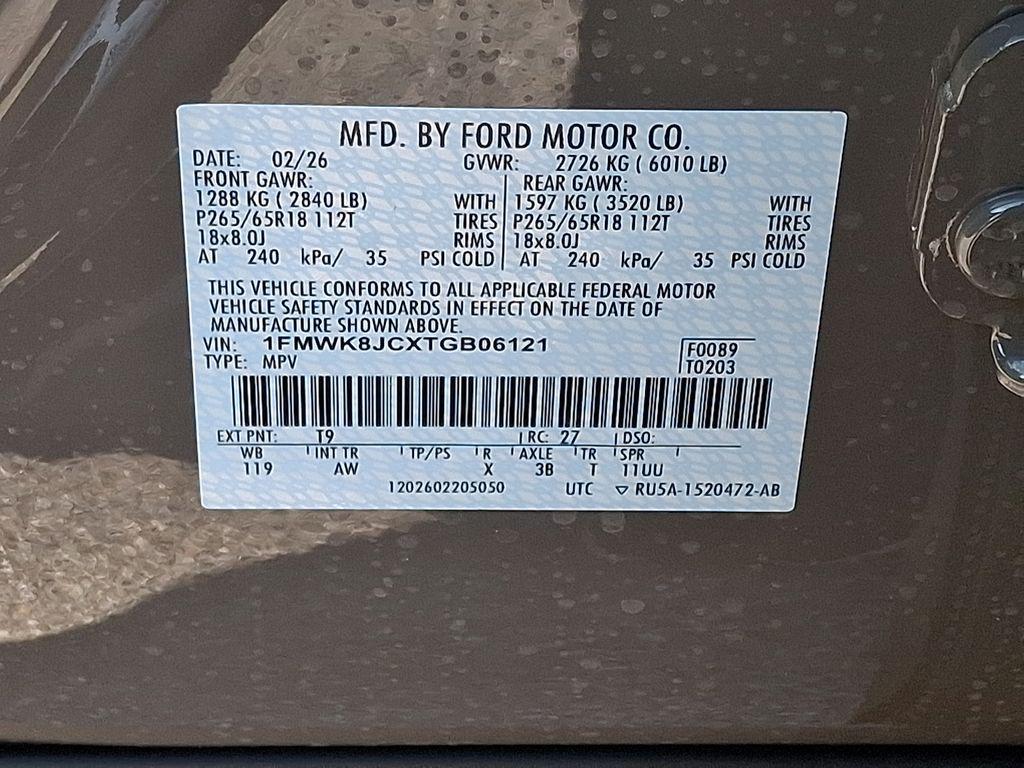 MFD. BY FORD MOTOR CO.
DATE: 02/26 GVWR: 2726 KG ( 6010 LB)
FRONT GAWR: REAR GAWR:
1288 KG ( 2840 LB) WITH 1597 KG ( 3520 LB) WITH
P265/65R18 112T TIRES P265/65R18 112T TIRES
18x8.0J RIMS 18x8.0J RIMS
AT 240 kPa/ 35 PSI COLD AT 240 kPa/ 35 PSI COLD
THIS VEHICLE CONFORMS TO ALL APPLICABLE FEDERAL MOTOR
VEHICLE SAFETY STANDARDS IN EFFECT ON THE DATE OF
MANUFACTURE SHOWN ABOVE.
VIN: 1FMWK8JCXTGB06121 F0089
TYPE: MPV T0203
EXT PNT: T9 RC: 27 DSO:
WB INT TR TP/PS R AXLE TR SPR
119 AW X 3B T 11UU
1202602205050 UTC ▽ RU5A-1520472-AB